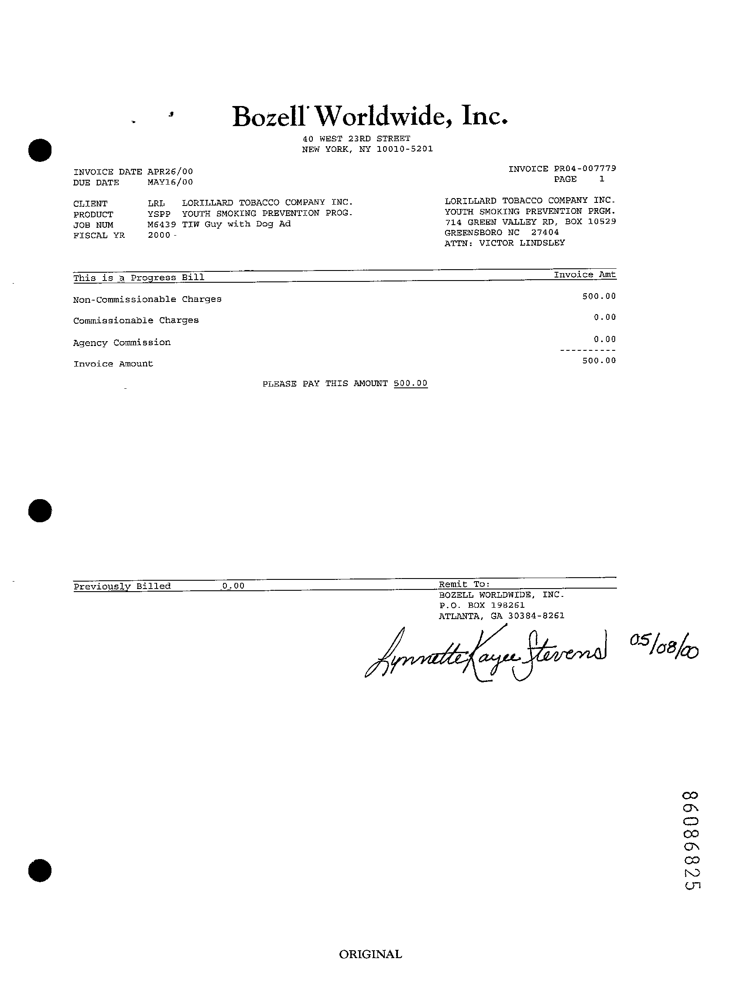 Bozell Worldwide, Inc.
40 WEST 23RD STREET
NEW YORK, NY 10010-5201
INVOICE DATE APR26/00
DUE DATE MAY16/00
INVOICE PR04-007779
PAGE 1
CLIENT LRL LORILLARD TOBACCO COMPANY INC.
PRODUCT YSPP YOUTH SMOKING PREVENTION PROG.
JOB NUM M6439 TIW Guy with Dog Ad
FISCAL YR 2000
LORILLARD TOBACCO COMPANY INC.
YOUTH SMOKING PREVENTION PRGM.
714 GREEN VALLEY RD, BOX 10529
GREENSBORO NC 27404
ATTN: VICTOR LINDSLEY
This is a Progress Bill Invoice Amt
Non-Commissionable Charges 500.00
Commissionable Charges 0.00
Agency Commission 0.00
----------
Invoice Amount 500.00
PLEASE PAY THIS AMOUNT 500.00
Previously Billed 0.00
Remit To:
BOZELL WORLDWIDE, INC.
P.O. BOX 198261
ATLANTA, GA 30384-8261
Lynnette Kayee Stevens 05/08/00
86086825
ORIGINAL